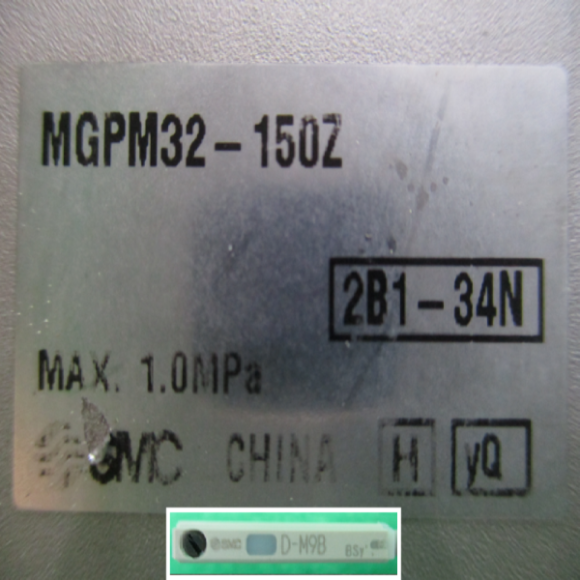 MGPM32-150Z
2B1-34N
MAX. 1.0MPa
SMC CHINA H yQ
SMC D-M9B